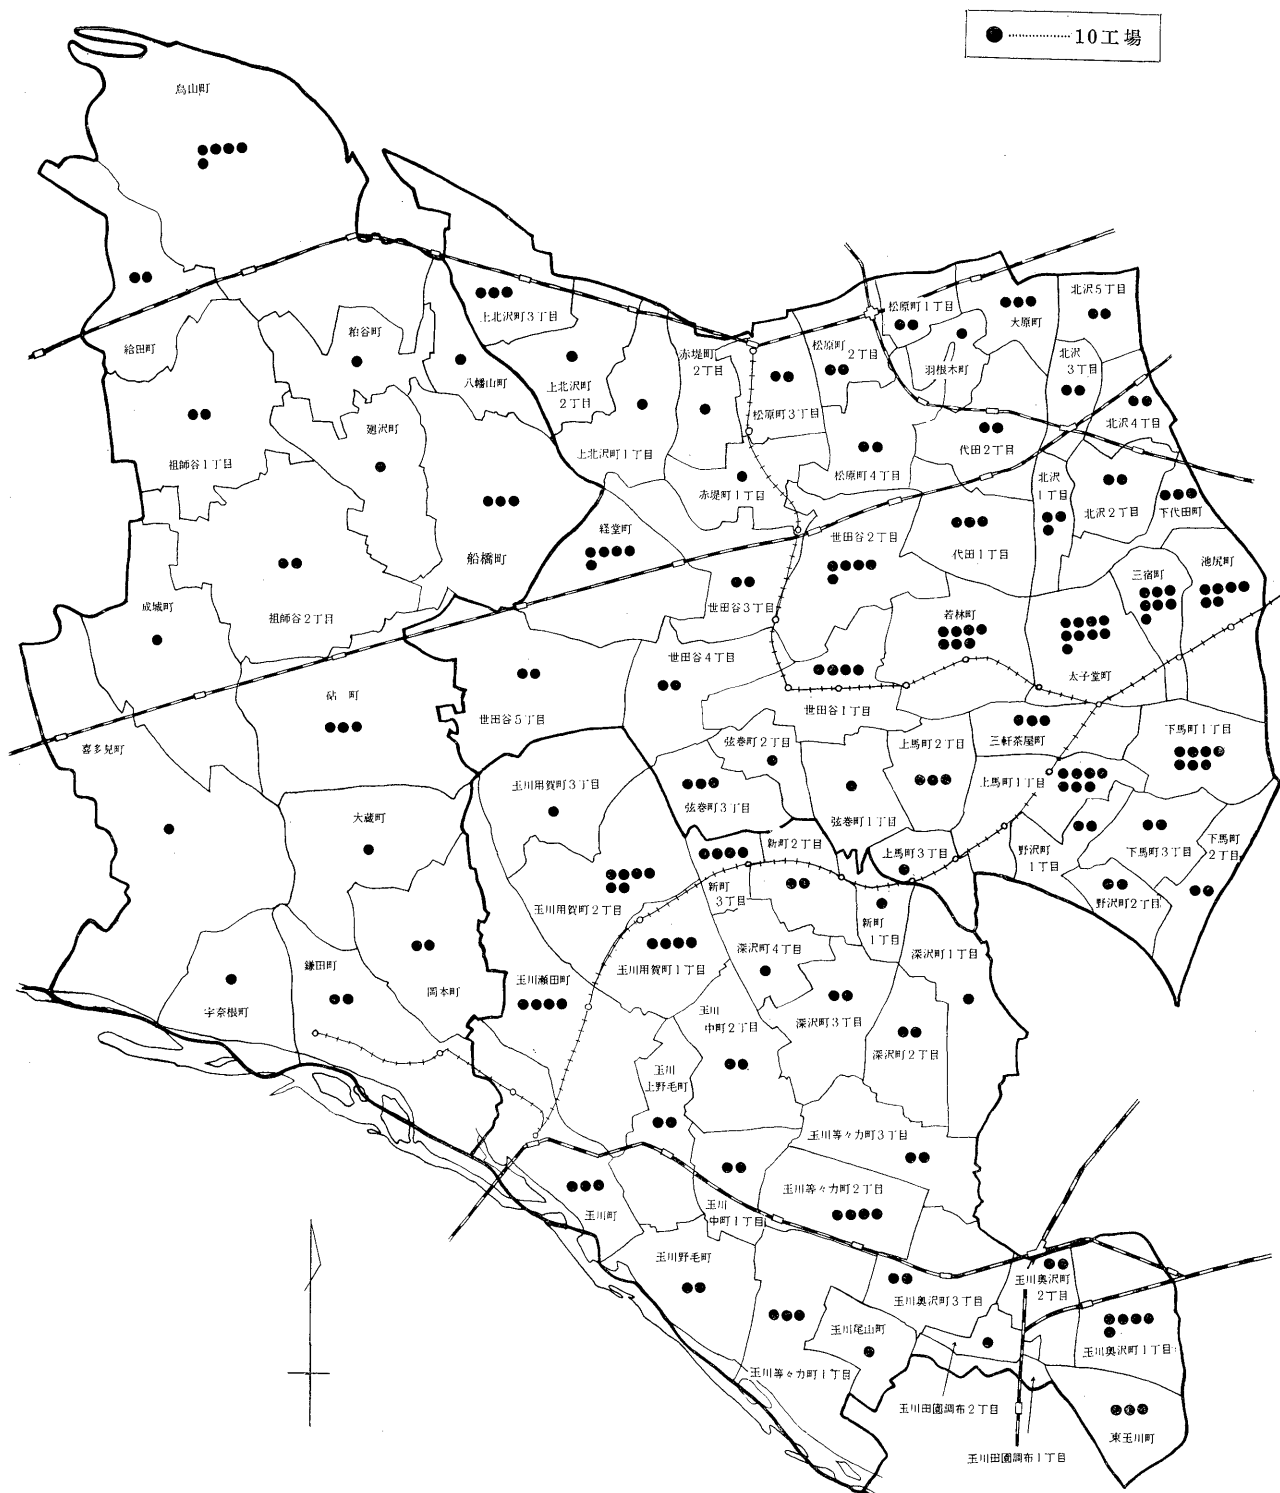 ●…………10工場
烏山町
給田町
粕谷町
八幡山町
上北沢町3丁目
上北沢町
2丁目
上北沢町1丁目
赤堤町
2丁目
赤堤町1丁目
松原町1丁目
松原町
2丁目
松原町3丁目
松原町4丁目
羽根木町
大原町
北沢5丁目
北沢
3丁目
北沢4丁目
代田2丁目
北沢
1丁目
北沢2丁目
下代田町
代田1丁目
廻沢町
祖師谷1丁目
祖師谷2丁目
船橋町
経堂町
世田谷2丁目
世田谷3丁目
世田谷4丁目
世田谷5丁目
世田谷1丁目
若林町
太子堂町
三宿町
池尻町
成城町
砧 町
喜多見町
大蔵町
岡本町
鎌田町
宇奈根町
三軒茶屋町
上馬町2丁目
上馬町1丁目
上馬町3丁目
下馬町1丁目
下馬町
2丁目
下馬町3丁目
野沢町
1丁目
野沢町2丁目
弦巻町2丁目
弦巻町3丁目
弦巻町1丁目
新町2丁目
新町
3丁目
新町
1丁目
玉川用賀町3丁目
玉川用賀町2丁目
玉川用賀町1丁目
玉川瀬田町
深沢町4丁目
深沢町3丁目
深沢町2丁目
深沢町1丁目
玉川
中町2丁目
玉川
上野毛町
玉川
中町1丁目
玉川等々力町3丁目
玉川等々力町2丁目
玉川等々力町1丁目
玉川町
玉川野毛町
玉川尾山町
玉川奥沢町3丁目
玉川奥沢町
2丁目
玉川奥沢町1丁目
玉川田園調布2丁目
玉川田園調布1丁目
東玉川町